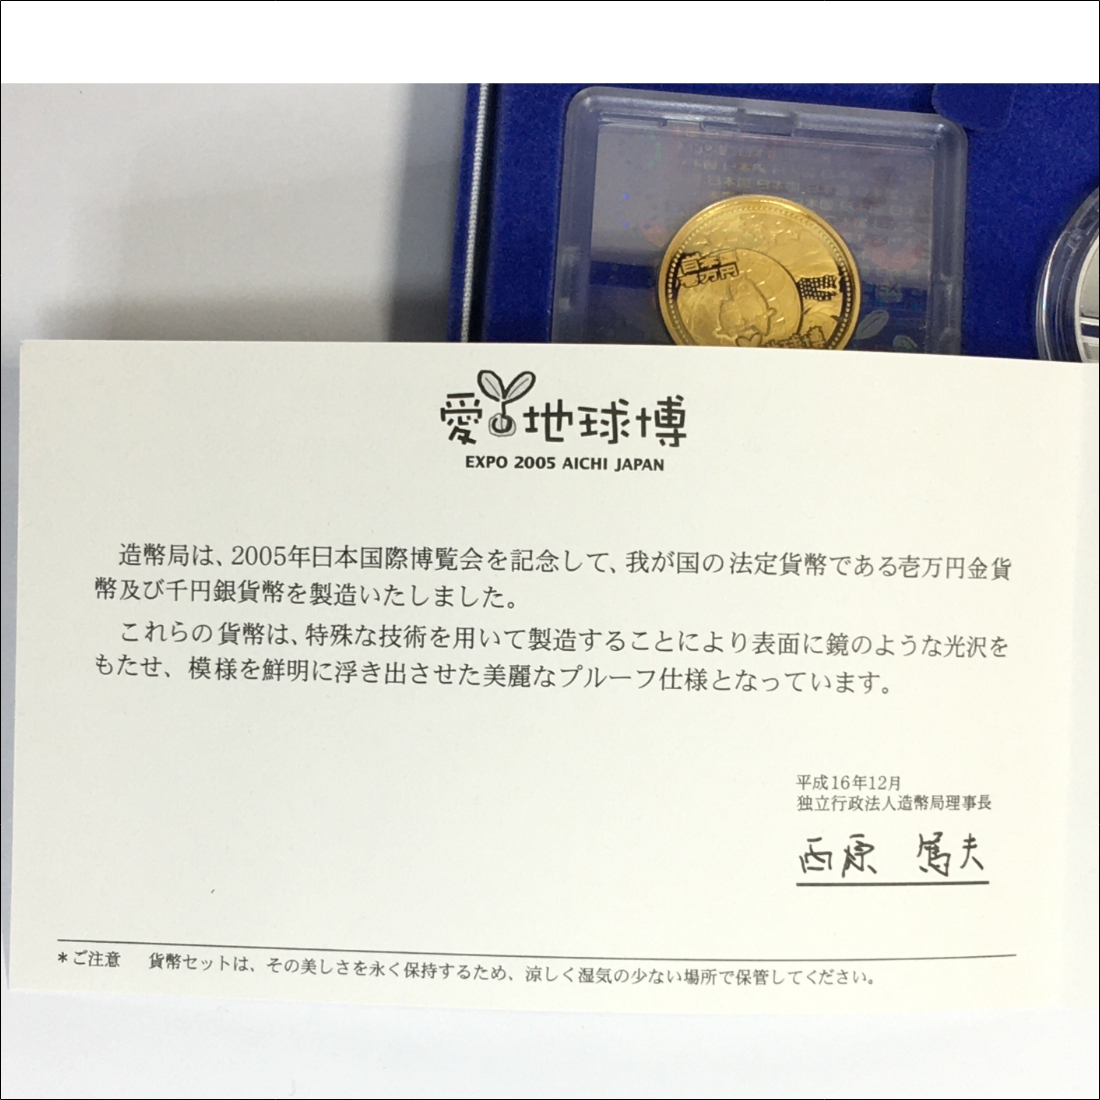 日本国
壱万円
愛・地球博
愛 地球博
EXPO 2005 AICHI JAPAN
造幣局は、2005年日本国際博覧会を記念して、我が国の法定貨幣である壱万円金貨
幣及び千円銀貨幣を製造いたしました。
これらの貨幣は、特殊な技術を用いて製造することにより表面に鏡のような光沢を
もたせ、模様を鮮明に浮き出させた美麗なプルーフ仕様となっています。
平成16年12月
独立行政法人造幣局理事長
西原 篤夫
*ご注意 貨幣セットは、その美しさを永く保持するため、涼しく湿気の少ない場所で保管してください。